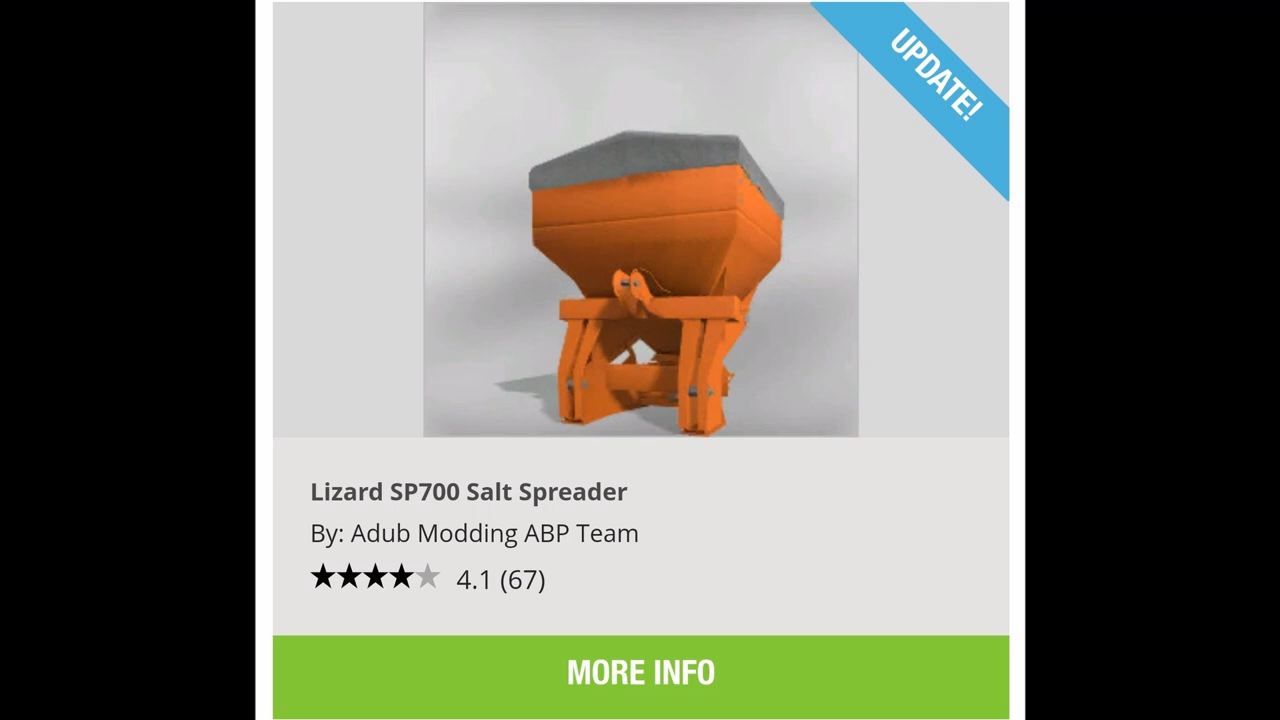 UPDATE!
Lizard SP700 Salt Spreader
By: Adub Modding ABP Team
4.1 (67)
MORE INFO